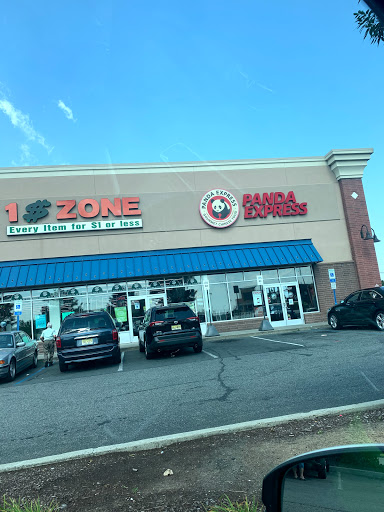 1 $ ZONE
Every Item for $1 or less
PANDA EXPRESS
PANDA
EXPRESS